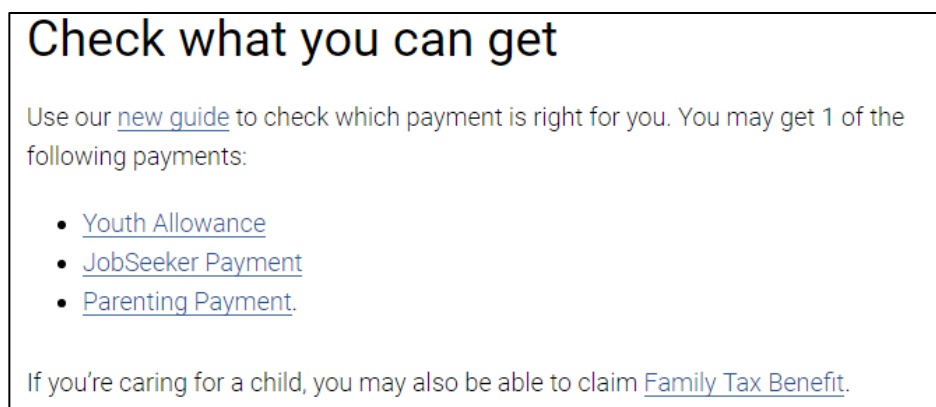 Check what you can get
Use our new guide to check which payment is right for you. You may get 1 of the
following payments:
• Youth Allowance
• JobSeeker Payment
• Parenting Payment.
If you’re caring for a child, you may also be able to claim Family Tax Benefit.